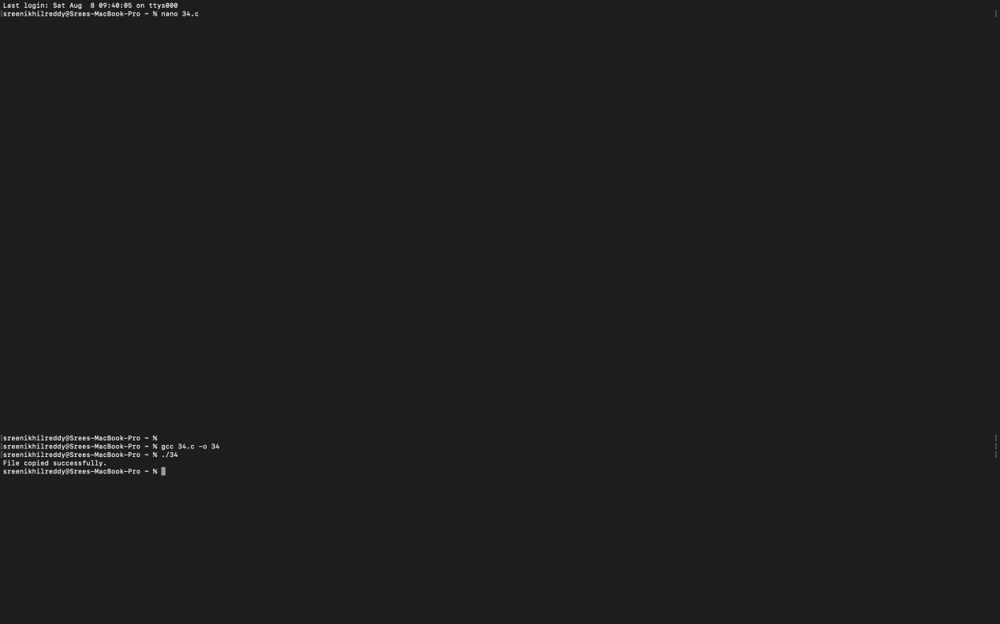 Last login: Sat Aug  8 09:40:05 on ttys000
[sreenikhilreddy@Srees-MacBook-Pro ~ % nano 34.c ]
[sreenikhilreddy@Srees-MacBook-Pro ~ % ]
[sreenikhilreddy@Srees-MacBook-Pro ~ % gcc 34.c -o 34 ]
[sreenikhilreddy@Srees-MacBook-Pro ~ % ./34 ]
File copied successfully.
sreenikhilreddy@Srees-MacBook-Pro ~ %